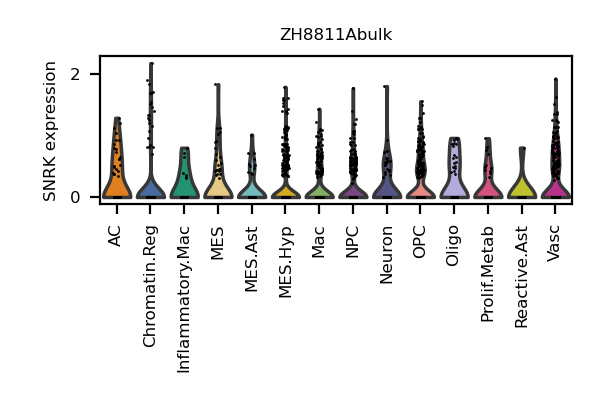 ZH8811Abulk
SNRK expression
2
0
AC
Chromatin.Reg
Inflammatory.Mac
MES
MES.Ast
MES.Hyp
Mac
NPC
Neuron
OPC
Oligo
Prolif.Metab
Reactive.Ast
Vasc